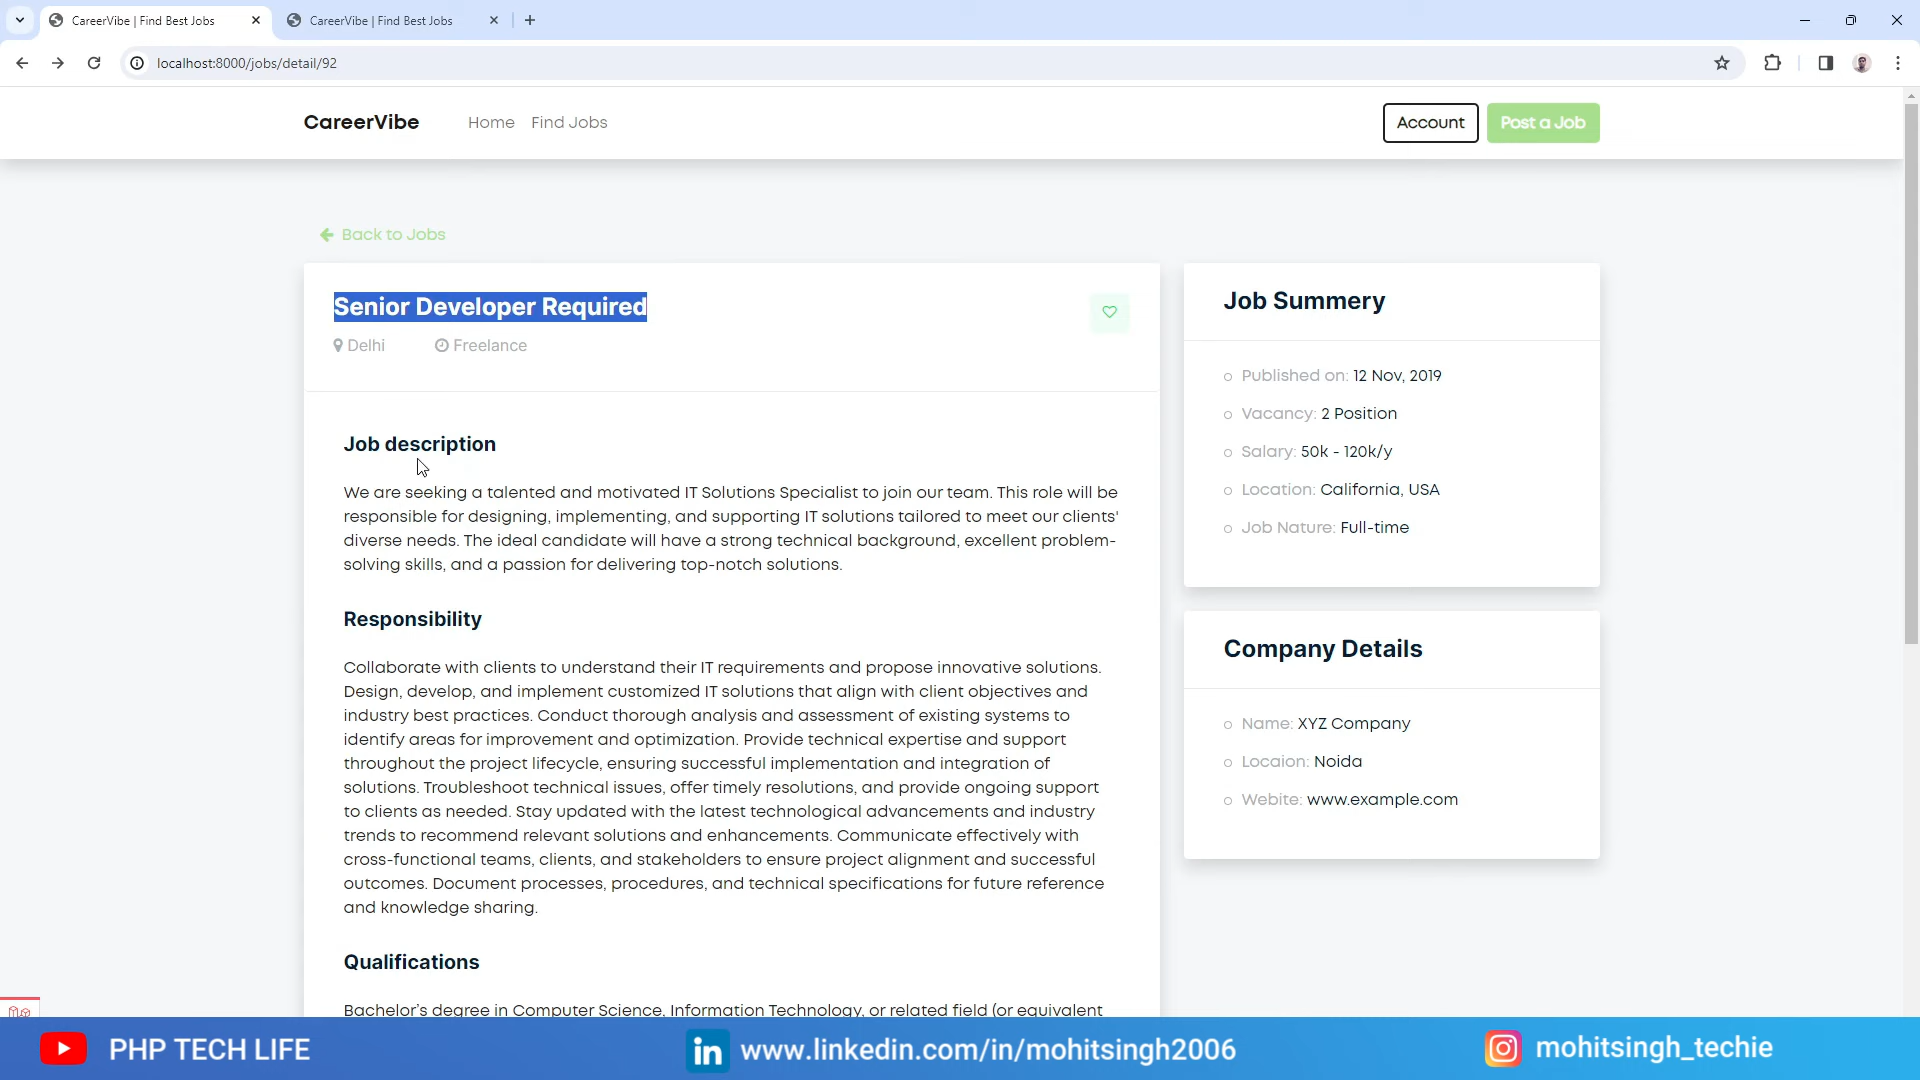 CareerVibe | Find Best Jobs
CareerVibe | Find Best Jobs
localhost:8000/jobs/detail/92
CareerVibe
Home
Find Jobs
Account
Post a Job
Back to Jobs
Senior Developer Required
Delhi
Freelance
Job description
We are seeking a talented and motivated IT Solutions Specialist to join our team. This role will be
responsible for designing, implementing, and supporting IT solutions tailored to meet our clients'
diverse needs. The ideal candidate will have a strong technical background, excellent problem-
solving skills, and a passion for delivering top-notch solutions.
Responsibility
Collaborate with clients to understand their IT requirements and propose innovative solutions.
Design, develop, and implement customized IT solutions that align with client objectives and
industry best practices. Conduct thorough analysis and assessment of existing systems to
identify areas for improvement and optimization. Provide technical expertise and support
throughout the project lifecycle, ensuring successful implementation and integration of
solutions. Troubleshoot technical issues, offer timely resolutions, and provide ongoing support
to clients as needed. Stay updated with the latest technological advancements and industry
trends to recommend relevant solutions and enhancements. Communicate effectively with
cross-functional teams, clients, and stakeholders to ensure project alignment and successful
outcomes. Document processes, procedures, and technical specifications for future reference
and knowledge sharing.
Qualifications
Bachelor's degree in Computer Science, Information Technology, or related field (or equivalent
Job Summery
Published on: 12 Nov, 2019
Vacancy: 2 Position
Salary: 50k - 120k/y
Location: California, USA
Job Nature: Full-time
Company Details
Name: XYZ Company
Locaion: Noida
Webite: www.example.com
PHP TECH LIFE
www.linkedin.com/in/mohitsingh2006
mohitsingh_techie